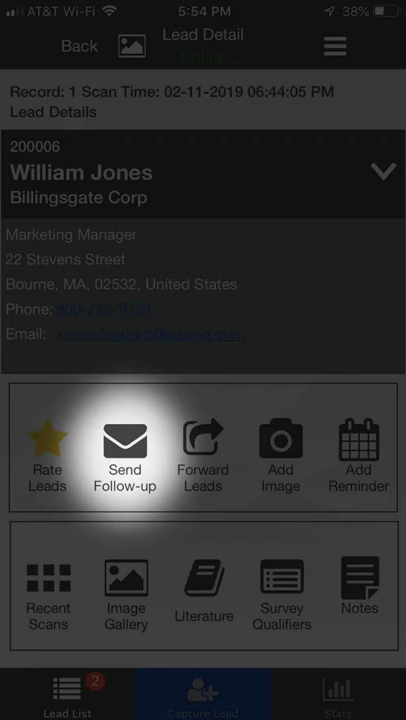 AT&T Wi-Fi 5:54 PM 38%
Back Lead Detail
Online
Record: 1 Scan Time: 02-11-2019 06:44:05 PM
Lead Details
200006
William Jones
Billingsgate Corp
Marketing Manager
22 Stevens Street
Bourne, MA, 02532, United States
Phone:
Email:
Rate Leads
Send Follow-up
Forward Leads
Add Image
Add Reminder
Recent Scans
Image Gallery
Literature
Survey Qualifiers
Notes
2
Lead List
Capture Lead
Stats